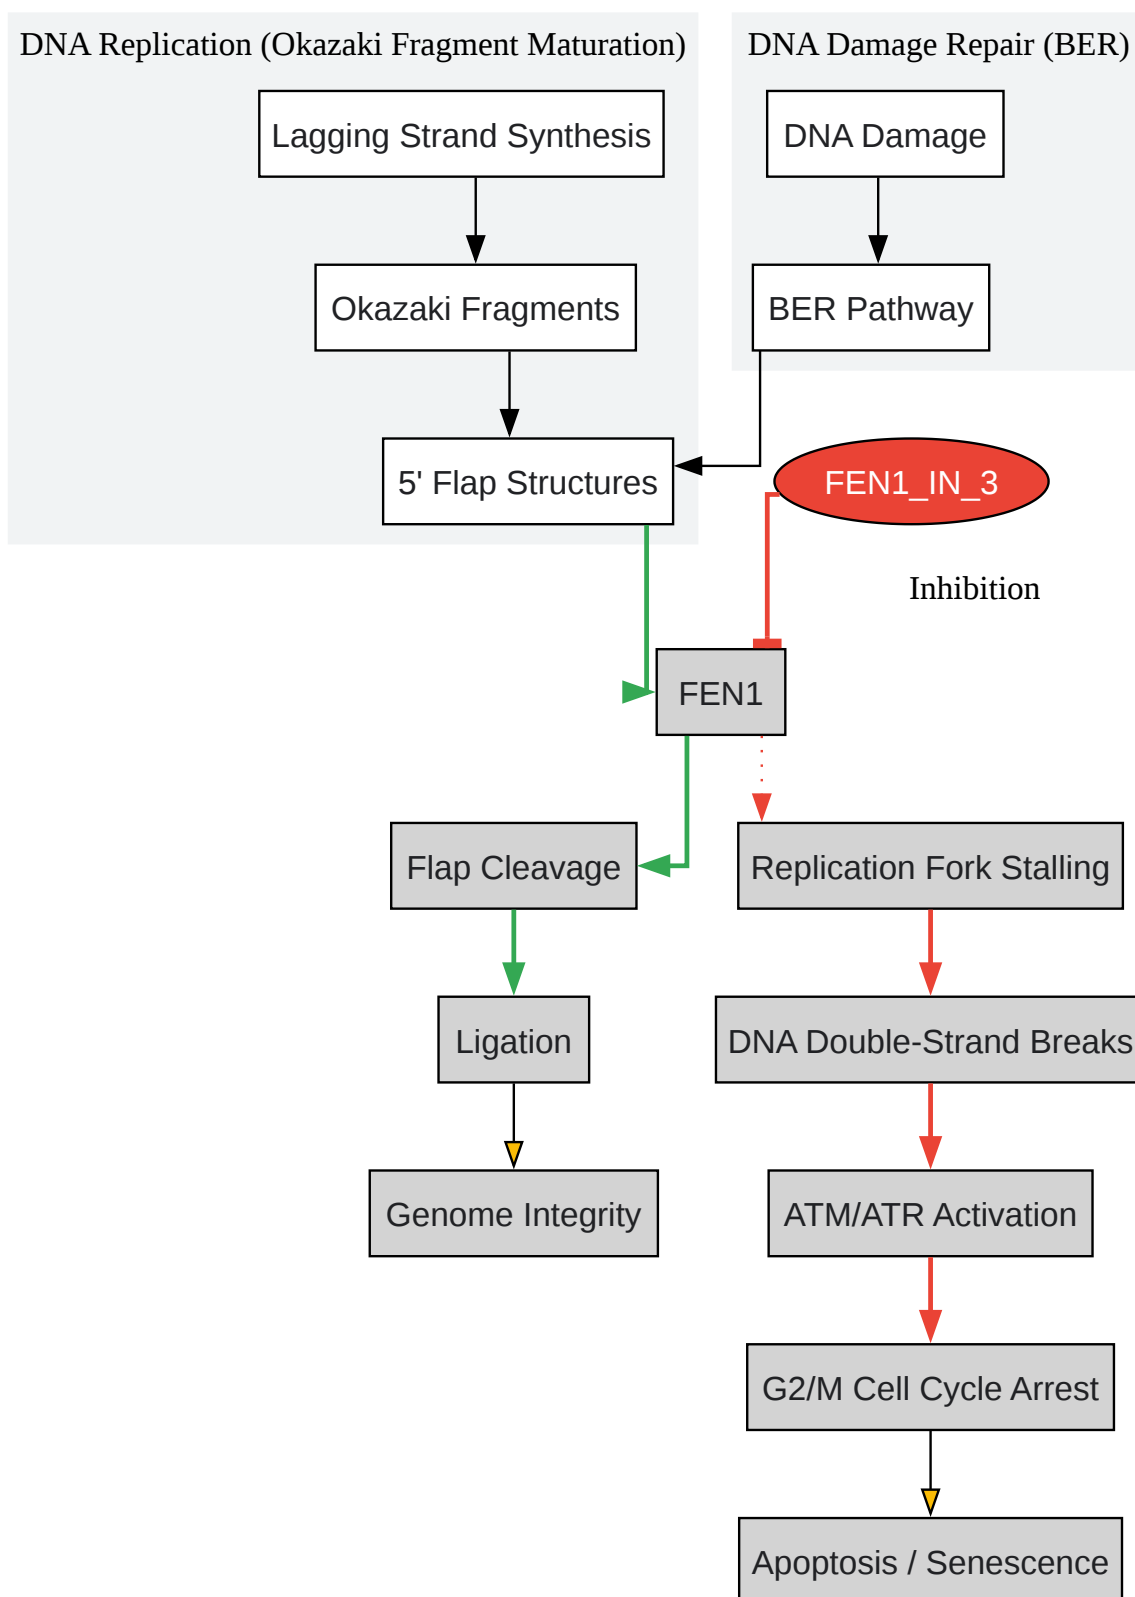 DNA Replication (Okazaki Fragment Maturation)
DNA Damage Repair (BER)
Lagging Strand Synthesis
DNA Damage
Okazaki Fragments
BER Pathway
5' Flap Structures
FEN1_IN_3
Inhibition
FEN1
Flap Cleavage
Replication Fork Stalling
Ligation
DNA Double-Strand Breaks
Genome Integrity
ATM/ATR Activation
G2/M Cell Cycle Arrest
Apoptosis / Senescence